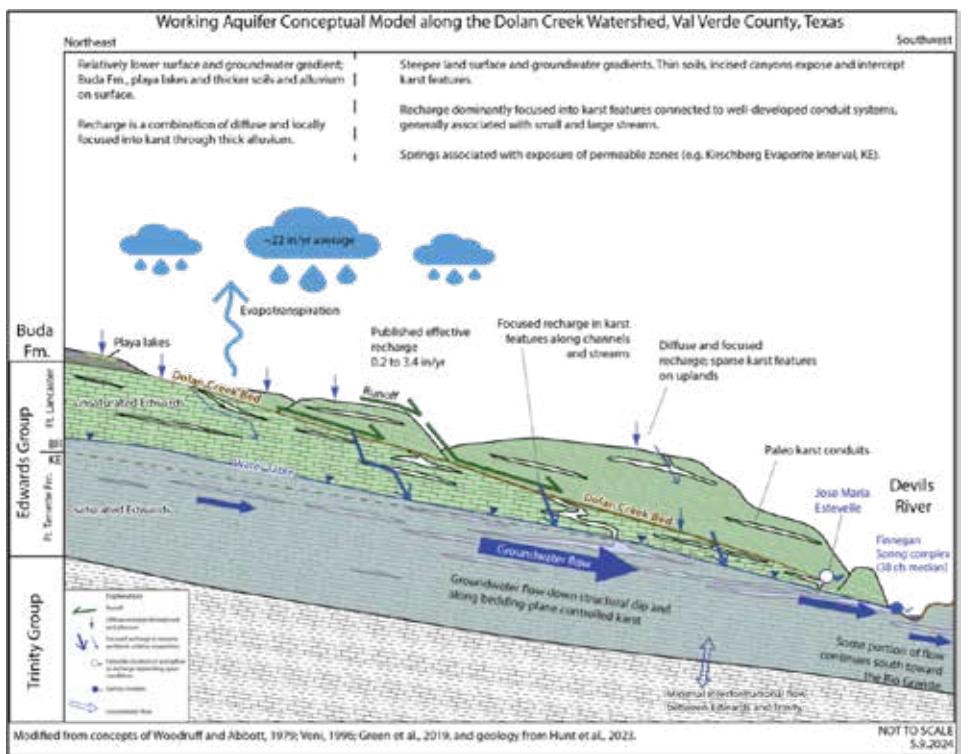 Working Aquifer Conceptual Model along the Dolan Creek Watershed, Val Verde County, Texas
Northeast
Southwest
Relatively lower surface and groundwater gradient;
Buda Fm., playa lakes and thicker soils and alluvium
on surface.
Recharge is a combination of diffuse and locally
focused into karst through thick alluvium.
Steeper land surface and groundwater gradients. Thin soils, incised canyons expose and intercept
karst features.
Recharge dominantly focused into karst features connected to well-developed conduit systems,
generally associated with small and large streams.
Springs associated with exposure of permeable zones (e.g. Kirschberg Evaporite interval, KE).
~22 in/yr average
Evapotranspiration
Buda
Fm.
Playa lakes
Published effective
recharge
0.2 to 3.4 in/yr
Focused recharge in karst
features along channels
and streams
Diffuse and focused
recharge; sparse karst features
on uplands
Edwards Group
Ft. Lancaster
KE
Ft. Terrette Fm.
Unsaturated Edwards
Dolan Creek Bed
Runoff
Water table
Saturated Edwards
Dolan Creek Bed
Paleo karst conduits
Jose Maria
Estevelle
Devils
River
Finnegan
Spring complex
(38 cfs median)
Groundwater flow
Groundwater flow down structural dip and
along bedding-plane controlled karst
Some portion of flow
continues south toward
the Rio Grande
Minimal interformational flow
between Edwards and Trinity
Trinity Group
Explanation
Runoff
Modified from concepts of Woodruff and Abbott, 1979; Veni, 1996; Green et al., 2019, and geology from Hunt et al., 2023.
NOT TO SCALE
5.9.2024